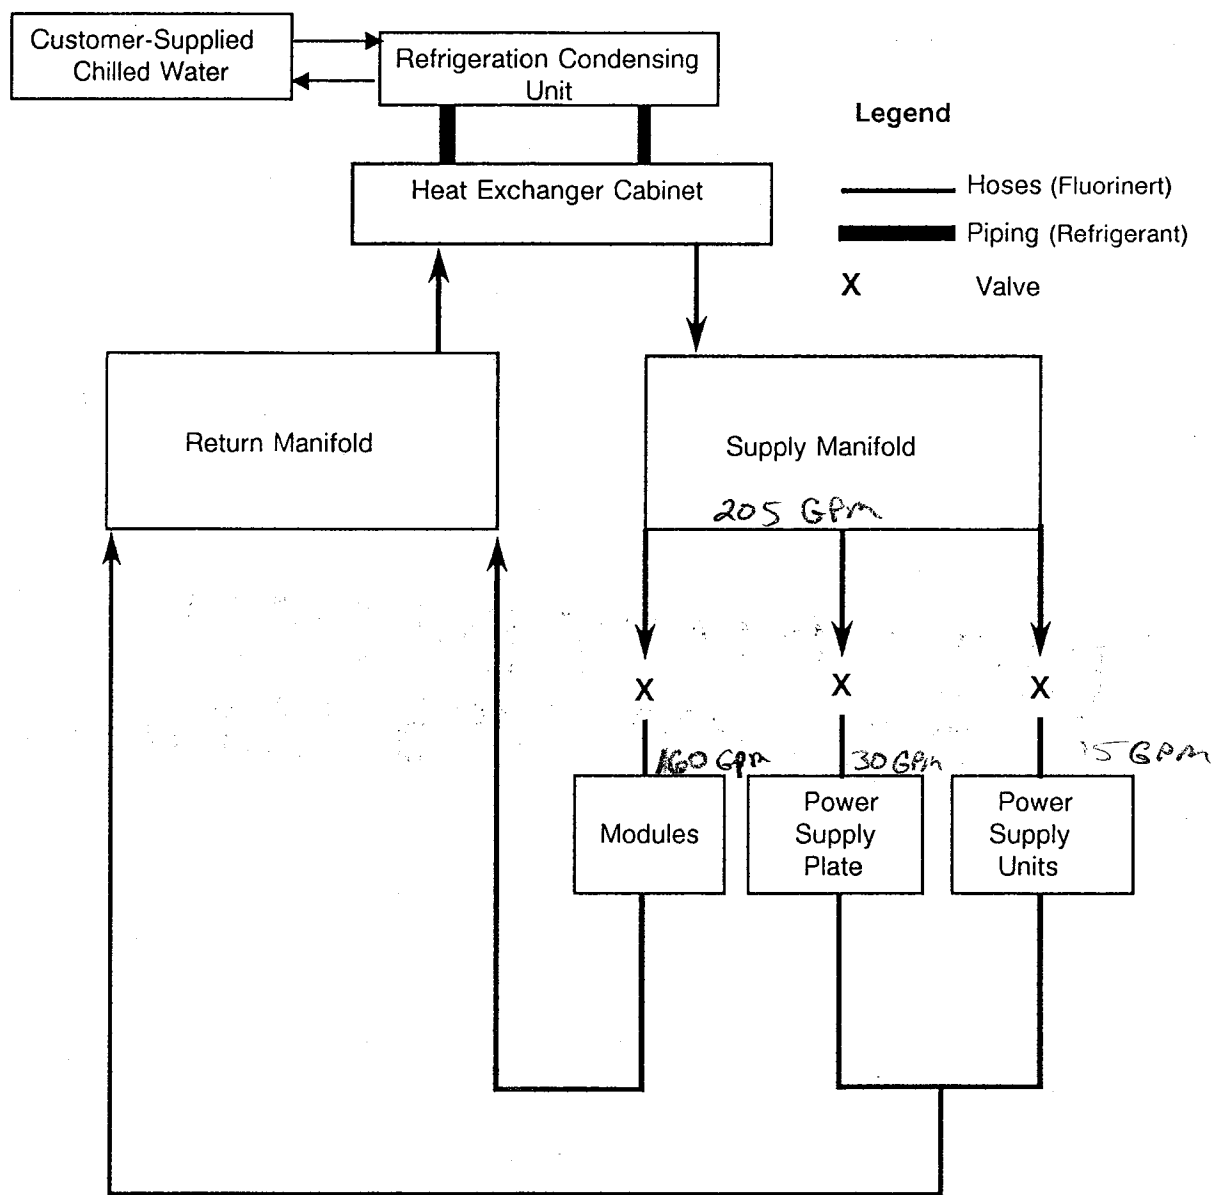 Customer-Supplied
Chilled Water
Refrigeration Condensing
Unit
Legend
Heat Exchanger Cabinet
Hoses (Fluorinert)
Piping (Refrigerant)
X
Valve
Return Manifold
Supply Manifold
205 GPM
X
X
X
160 GPM
30 GPM
15 GPM
Modules
Power
Supply
Plate
Power
Supply
Units